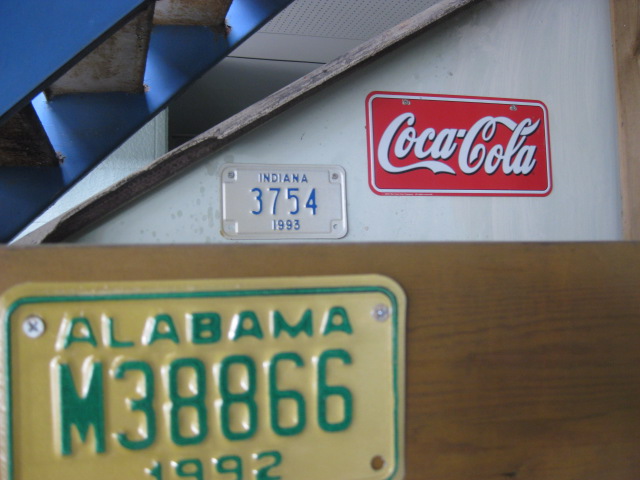 Coca-Cola
INDIANA
3754
1993
ALABAMA
M38866
1992